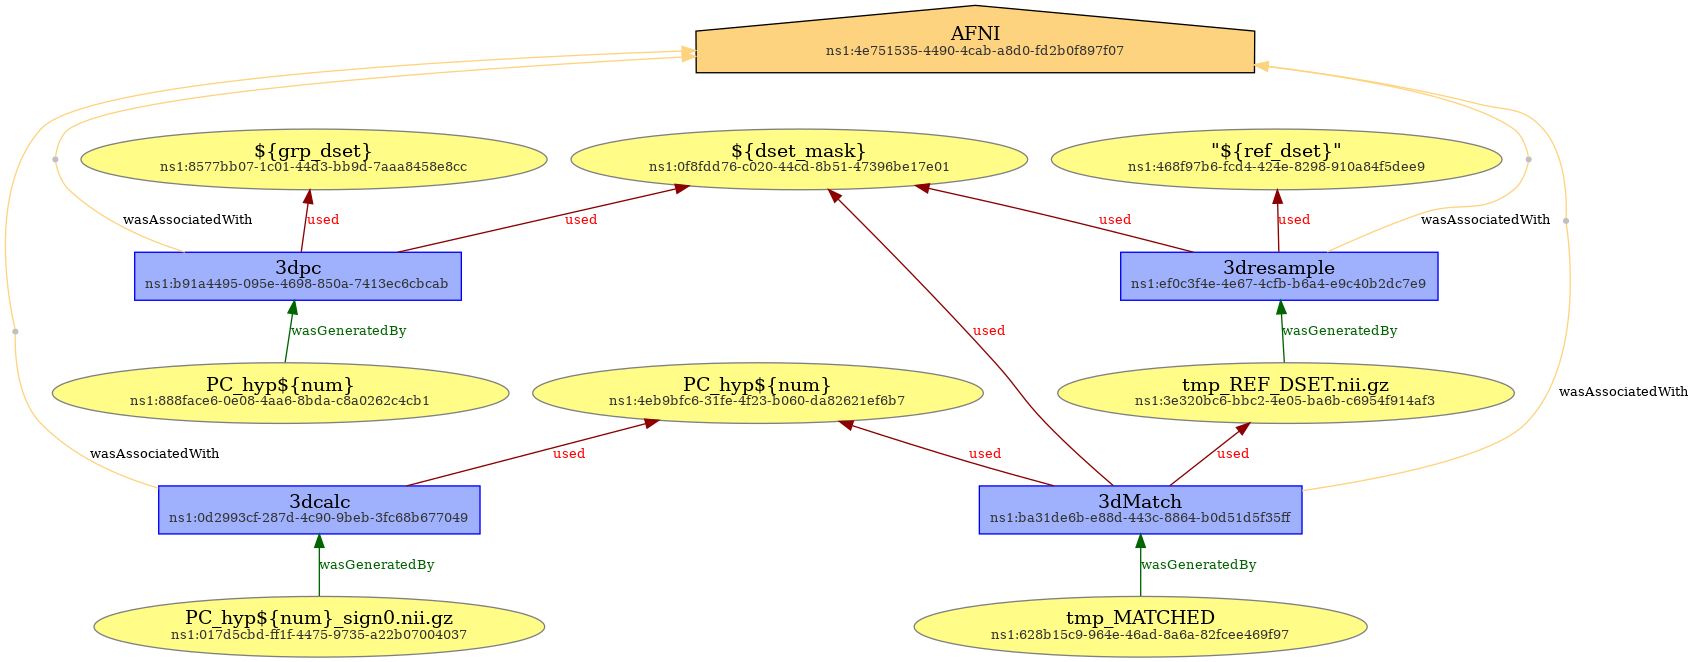 AFNI
ns1:4e751535-4490-4cab-a8d0-fd2b0f897f07
${grp_dset}
ns1:8577bb07-1c01-44d3-bb9d-7aaa8458e8cc
${dset_mask}
ns1:0f8fdd76-c020-44cd-8b51-47396be17e01
"${ref_dset}"
ns1:468f97b6-fcd4-424e-8298-910a84f5dee9
wasAssociatedWith
used
used
used
used
wasAssociatedWith
3dpc
ns1:b91a4495-095e-4698-850a-7413ec6cbcab
3dresample
ns1:ef0c3f4e-4e67-4cfb-b6a4-e9c40b2dc7e9
wasGeneratedBy
used
wasGeneratedBy
PC_hyp${num}
ns1:888face6-0e08-4aa6-8bda-c8a0262c4cb1
PC_hyp${num}
ns1:4eb9bfc6-31fe-4f23-b060-da82621ef6b7
tmp_REF_DSET.nii.gz
ns1:3e320bc6-bbc2-4e05-ba6b-c6954f914af3
wasAssociatedWith
wasAssociatedWith
used
used
used
3dcalc
ns1:0d2993cf-287d-4c90-9beb-3fc68b677049
3dMatch
ns1:ba31de6b-e88d-443c-8864-b0d51d5f35ff
wasGeneratedBy
wasGeneratedBy
PC_hyp${num}_sign0.nii.gz
ns1:017d5cbd-ff1f-4475-9735-a22b07004037
tmp_MATCHED
ns1:628b15c9-964e-46ad-8a6a-82fcee469f97